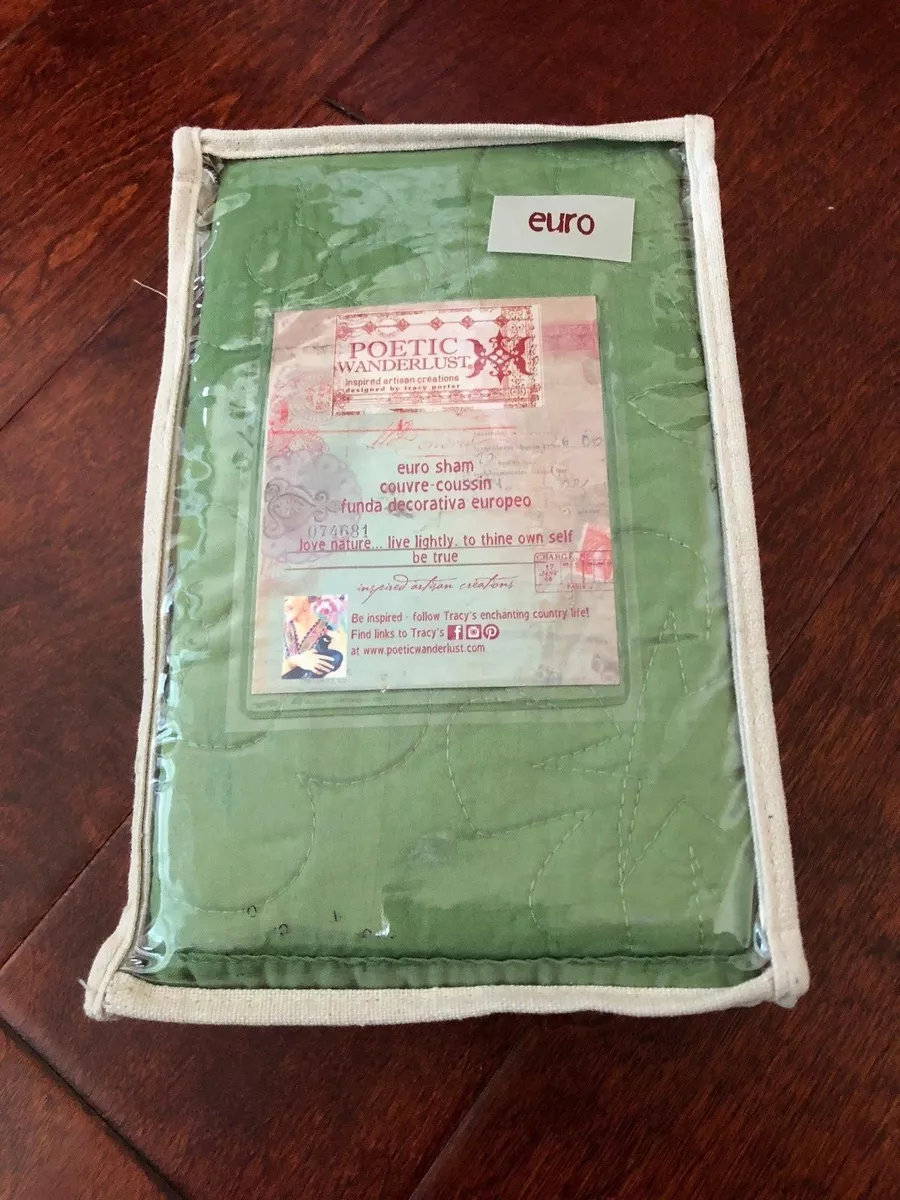 euro
POETIC
WANDERLUST
inspired artisan creations
designed by tracy porter
euro sham
couvre-coussin
funda decorativa europeo
074681
love nature... live lightly. to thine own self
be true
CHARGÉ
17
inspired artisan creations
Be inspired · follow Tracy's enchanting country life!
Find links to Tracy's
at www.poeticwanderlust.com